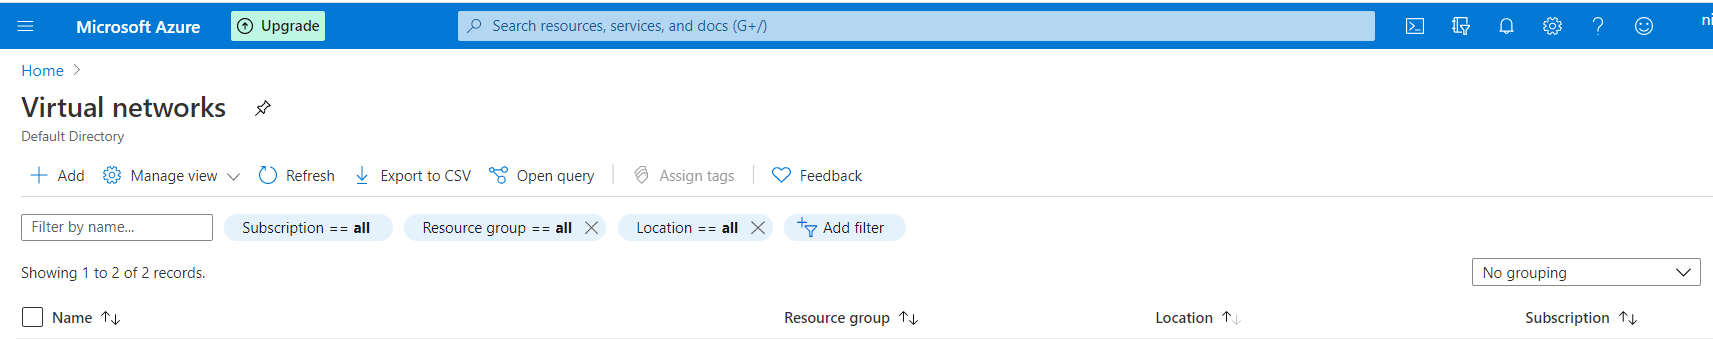 Microsoft Azure Upgrade Search resources, services, and docs (G+/) ni
Home
Virtual networks
Default Directory
Add Manage view Refresh Export to CSV Open query Assign tags Feedback
Filter by name... Subscription == all Resource group == all Location == all Add filter
Showing 1 to 2 of 2 records. No grouping
Name Resource group Location Subscription